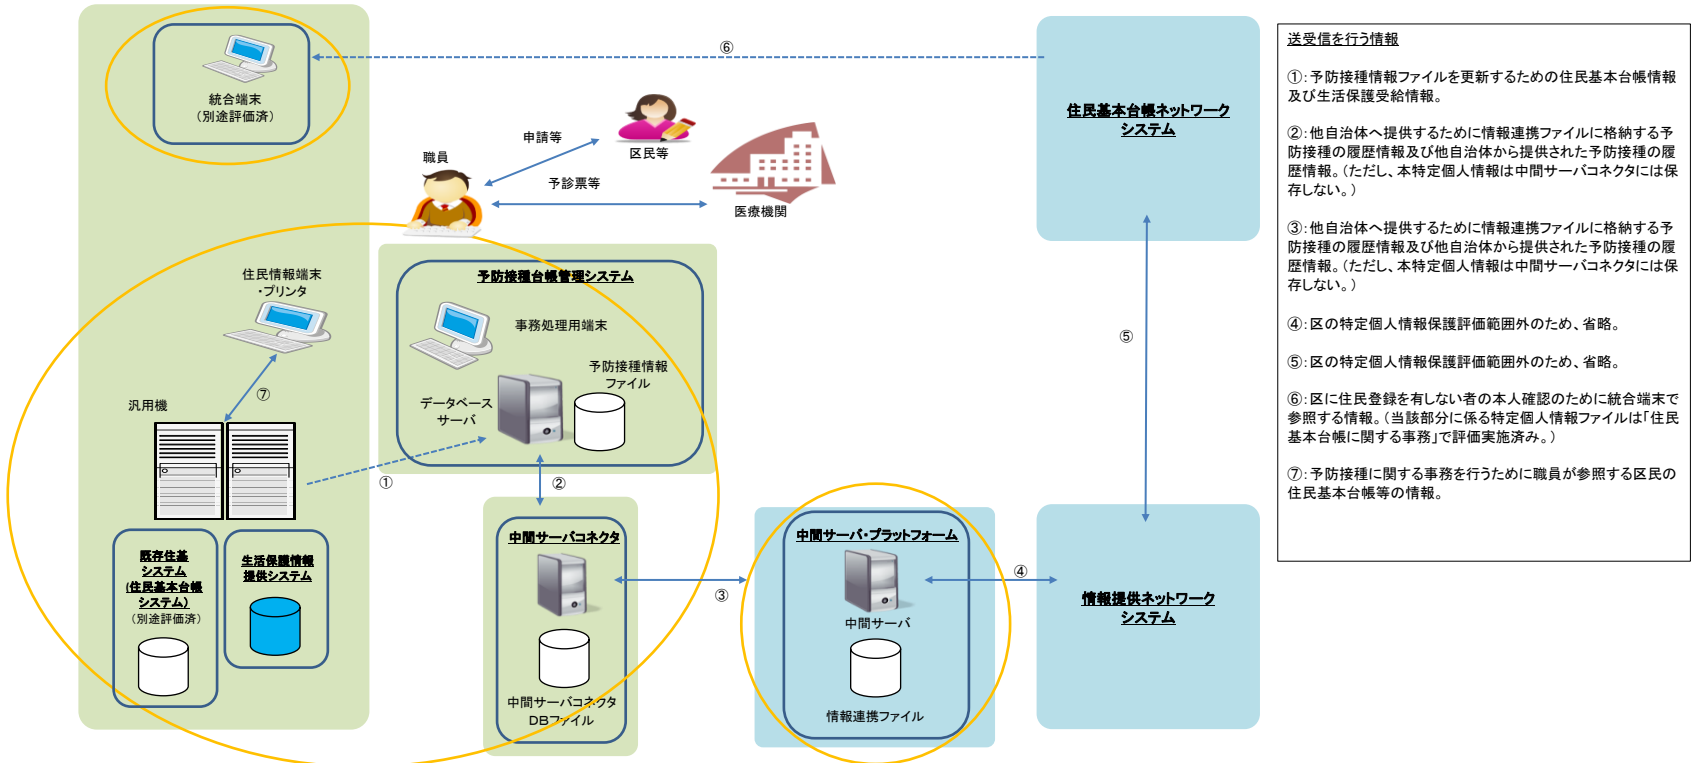 統合端末
(別途評価済)
⑥
住民基本台帳ネットワーク
システム
申請等
区民等
職員
予診票等
医療機関
住民情報端末
・プリンタ
⑦
汎用機
予防接種台帳管理システム
事務処理用端末
予防接種情報
ファイル
データベース
サーバ
①
②
⑤
既存住基
システム
(住民基本台帳
システム)
(別途評価済)
生活保護情報
提供システム
中間サーバコネクタ
中間サーバコネクタ
DBファイル
③
中間サーバ・プラットフォーム
中間サーバ
情報連携ファイル
④
情報提供ネットワーク
システム
送受信を行う情報
①:予防接種情報ファイルを更新するための住民基本台帳情報
及び生活保護受給情報。
②:他自治体へ提供するために情報連携ファイルに格納する予
防接種の履歴情報及び他自治体から提供された予防接種の履
歴情報。(ただし、本特定個人情報は中間サーバコネクタには保
存しない。)
③:他自治体へ提供するために情報連携ファイルに格納する予
防接種の履歴情報及び他自治体から提供された予防接種の履
歴情報。(ただし、本特定個人情報は中間サーバコネクタには保
存しない。)
④:区の特定個人情報保護評価範囲外のため、省略。
⑤:区の特定個人情報保護評価範囲外のため、省略。
⑥:区に住民登録を有しない者の本人確認のために統合端末で
参照する情報。(当該部分に係る特定個人情報ファイルは「住民
基本台帳に関する事務」で評価実施済み。)
⑦:予防接種に関する事務を行うために職員が参照する区民の
住民基本台帳等の情報。